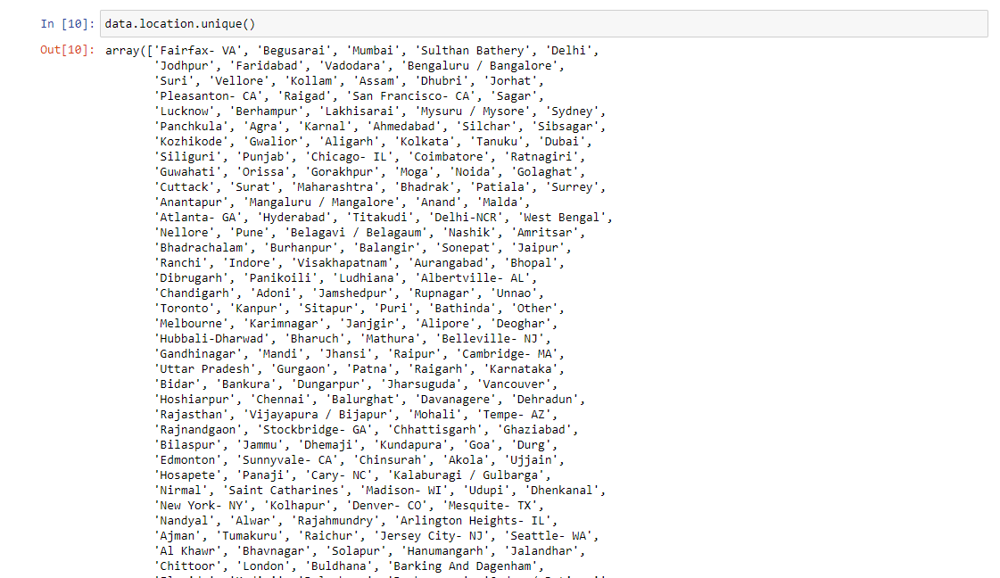 In [10]: data.location.unique()
Out[10]: array(['Fairfax- VA', 'Begusarai', 'Mumbai', 'Sulthan Bathery', 'Delhi',
'Jodhpur', 'Faridabad', 'Vadodara', 'Bengaluru / Bangalore',
'Suri', 'Vellore', 'Kollam', 'Assam', 'Dhubri', 'Jorhat',
'Pleasanton- CA', 'Raigad', 'San Francisco- CA', 'Sagar',
'Lucknow', 'Berhampur', 'Lakhisarai', 'Mysuru / Mysore', 'Sydney',
'Panchkula', 'Agra', 'Karnal', 'Ahmedabad', 'Silchar', 'Sibsagar',
'Kozhikode', 'Gwalior', 'Aligarh', 'Kolkata', 'Tanuku', 'Dubai',
'Siliguri', 'Punjab', 'Chicago- IL', 'Coimbatore', 'Ratnagiri',
'Guwahati', 'Orissa', 'Gorakhpur', 'Moga', 'Noida', 'Golaghat',
'Cuttack', 'Surat', 'Maharashtra', 'Bhadrak', 'Patiala', 'Surrey',
'Anantapur', 'Mangaluru / Mangalore', 'Anand', 'Malda',
'Atlanta- GA', 'Hyderabad', 'Titakudi', 'Delhi-NCR', 'West Bengal',
'Nellore', 'Pune', 'Belagavi / Belagaum', 'Nashik', 'Amritsar',
'Bhadrachalam', 'Burhanpur', 'Balangir', 'Sonepat', 'Jaipur',
'Ranchi', 'Indore', 'Visakhapatnam', 'Aurangabad', 'Bhopal',
'Dibrugarh', 'Panikoili', 'Ludhiana', 'Albertville- AL',
'Chandigarh', 'Adoni', 'Jamshedpur', 'Rupnagar', 'Unnao',
'Toronto', 'Kanpur', 'Sitapur', 'Puri', 'Bathinda', 'Other',
'Melbourne', 'Karimnagar', 'Janjgir', 'Alipore', 'Deoghar',
'Hubbali-Dharwad', 'Bharuch', 'Mathura', 'Belleville- NJ',
'Gandhinagar', 'Mandi', 'Jhansi', 'Raipur', 'Cambridge- MA',
'Uttar Pradesh', 'Gurgaon', 'Patna', 'Raigarh', 'Karnataka',
'Bidar', 'Bankura', 'Dungarpur', 'Jharsuguda', 'Vancouver',
'Hoshiarpur', 'Chennai', 'Balurghat', 'Davanagere', 'Dehradun',
'Rajasthan', 'Vijayapura / Bijapur', 'Mohali', 'Tempe- AZ',
'Rajnandgaon', 'Stockbridge- GA', 'Chhattisgarh', 'Ghaziabad',
'Bilaspur', 'Jammu', 'Dhemaji', 'Kundapura', 'Goa', 'Durg',
'Edmonton', 'Sunnyvale- CA', 'Chinsurah', 'Akola', 'Ujjain',
'Hosapete', 'Panaji', 'Cary- NC', 'Kalaburagi / Gulbarga',
'Nirmal', 'Saint Catharines', 'Madison- WI', 'Udupi', 'Dhenkanal',
'New York- NY', 'Kolhapur', 'Denver- CO', 'Mesquite- TX',
'Nandyal', 'Alwar', 'Rajahmundry', 'Arlington Heights- IL',
'Ajman', 'Tumakuru', 'Raichur', 'Jersey City- NJ', 'Seattle- WA',
'Al Khawr', 'Bhavnagar', 'Solapur', 'Hanumangarh', 'Jalandhar',
'Chittoor', 'London', 'Buldhana', 'Barking And Dagenham',